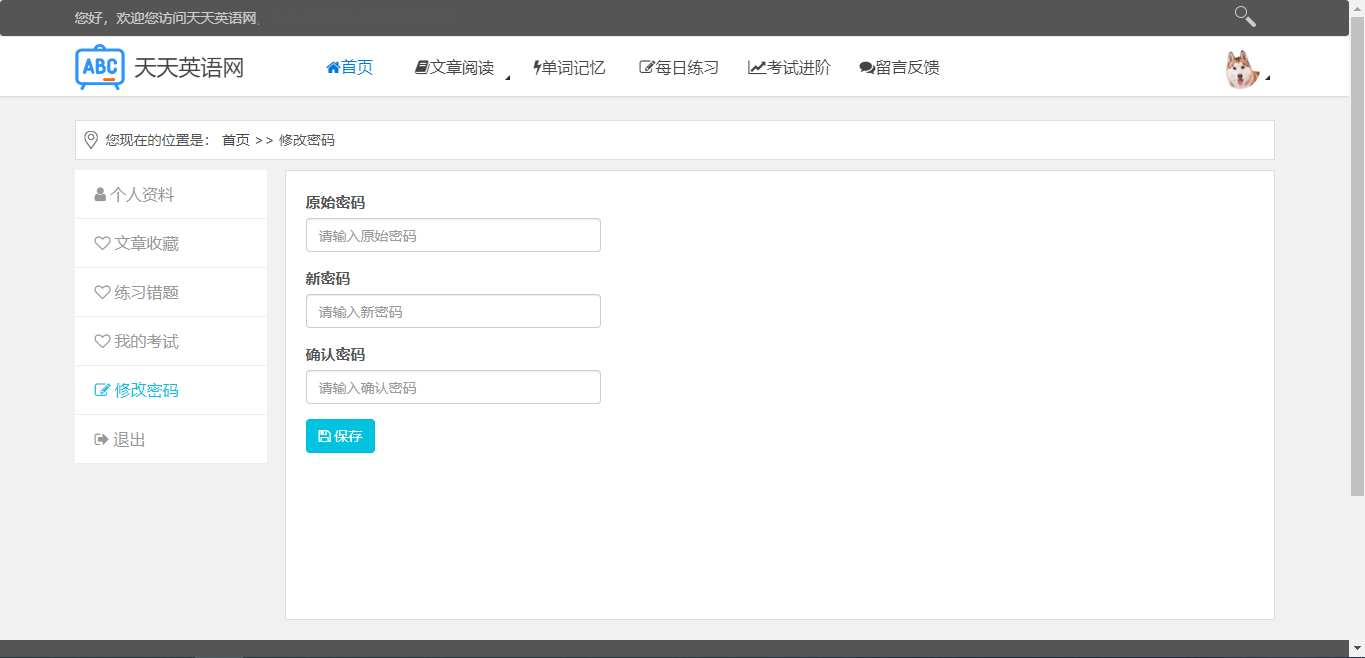 您好，欢迎您访问天天英语网
ABC 天天英语网 首页 文章阅读 单词记忆 每日练习 考试进阶 留言反馈
您现在的位置是： 首页 >> 修改密码
个人资料
文章收藏
练习错题
我的考试
修改密码
退出
原始密码
请输入原始密码
新密码
请输入新密码
确认密码
请输入确认密码
保存